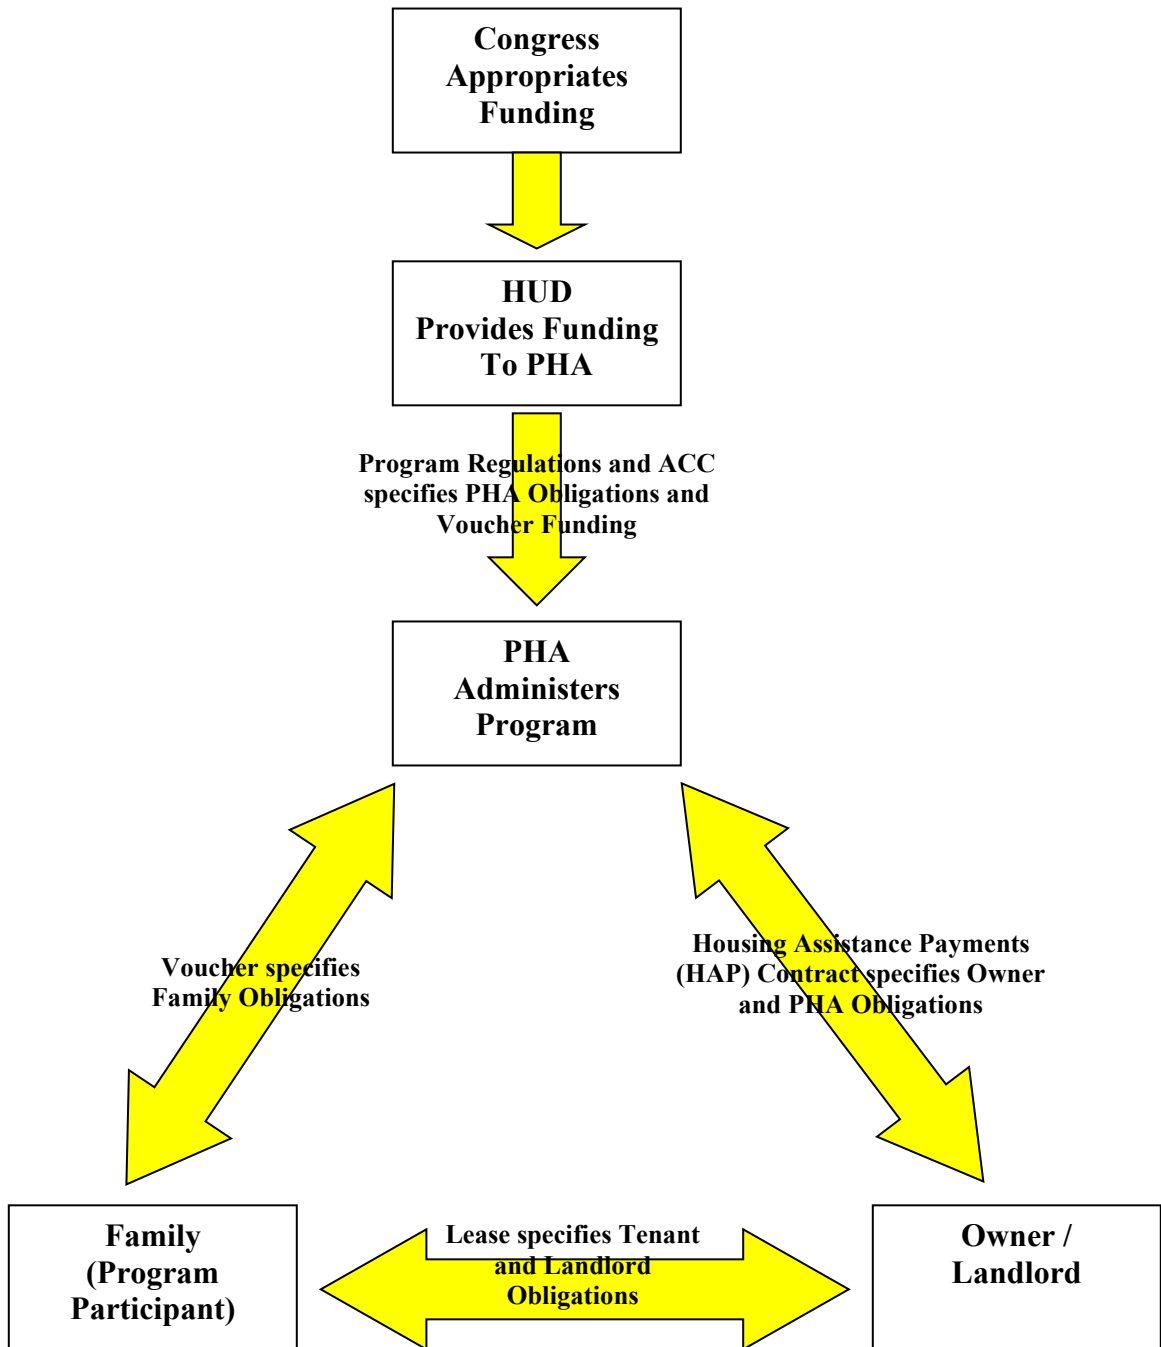 Congress
Appropriates
Funding
HUD
Provides Funding
To PHA
Program Regulations and ACC
specifies PHA Obligations and
Voucher Funding
PHA
Administers
Program
Voucher specifies
Family Obligations
Housing Assistance Payments
(HAP) Contract specifies Owner
and PHA Obligations
Family
(Program
Participant)
Lease specifies Tenant
and Landlord
Obligations
Owner /
Landlord